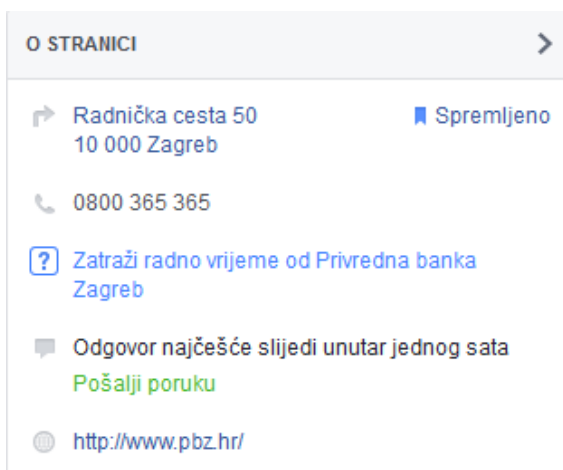 O STRANICI
Radnička cesta 50
Spremljeno
10 000 Zagreb
0800 365 365
Zatraži radno vrijeme od Privredna banka
Zagreb
Odgovor najčešće slijedi unutar jednog sata
Pošalji poruku
http://www.pbz.hr/